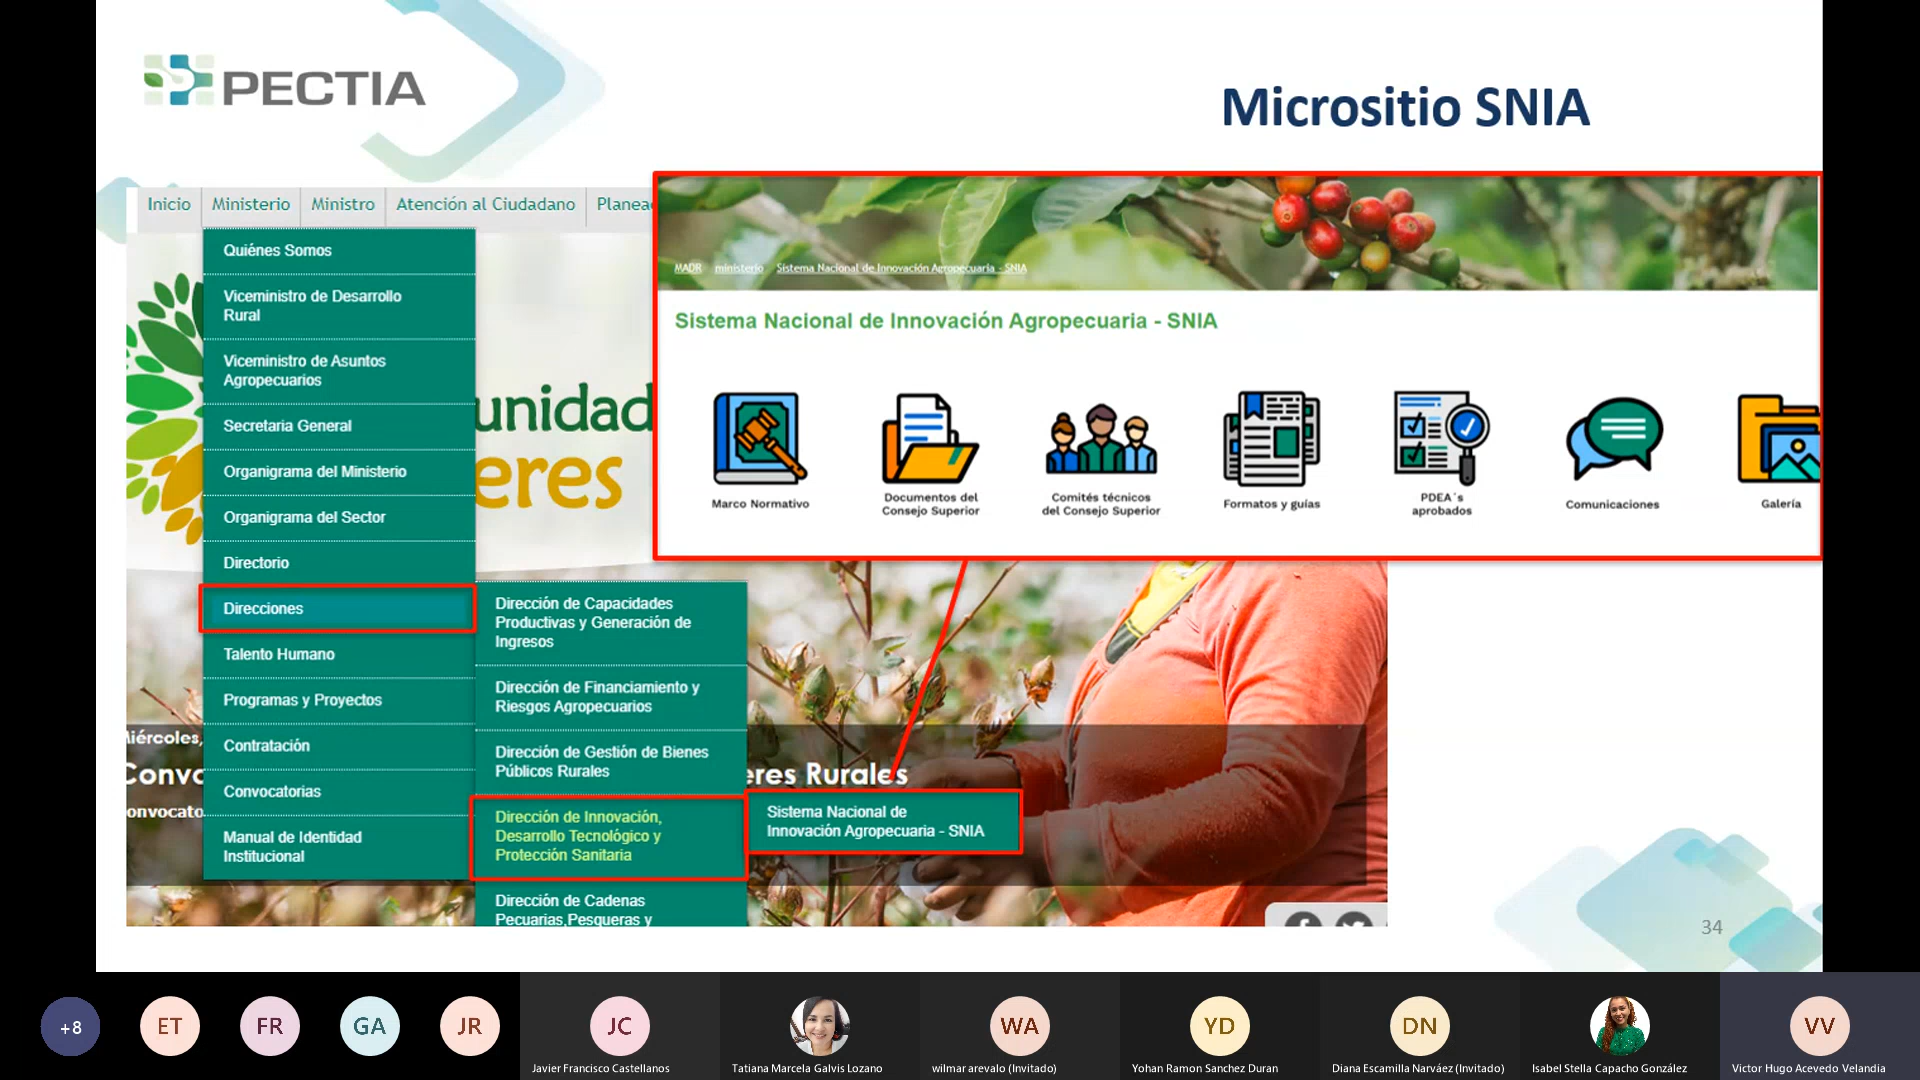 PECTIA
Micrositio SNIA
Inicio
Ministerio
Ministro
Atención al Ciudadano
Planeac
Quiénes Somos
Viceministro de Desarrollo
Rural
Viceministro de Asuntos
Agropecuarios
Secretaria General
Organigrama del Ministerio
Organigrama del Sector
Directorio
Direcciones
Talento Humano
Programas y Proyectos
Contratación
Convocatorias
Manual de Identidad
Institucional
Dirección de Capacidades
Productivas y Generación de
Ingresos
Dirección de Financiamiento y
Riesgos Agropecuarios
Dirección de Gestión de Bienes
Públicos Rurales
Dirección de Innovación,
Desarrollo Tecnológico y
Protección Sanitaria
Dirección de Cadenas
Pecuarias,Pesqueras y
Sistema Nacional de
Innovación Agropecuaria - SNIA
unidad
eres
Miércoles,
Convo
eres Rurales
onvocato
MADR ministerio Sistema Nacional de Innovación Agropecuaria - SNIA
Sistema Nacional de Innovación Agropecuaria - SNIA
Marco Normativo
Documentos del
Consejo Superior
Comités técnicos
del Consejo Superior
Formatos y guías
PDEA´s
aprobados
Comunicaciones
Galería
34
+8
ET
FR
GA
JR
JC
Javier Francisco Castellanos
Tatiana Marcela Galvis Lozano
WA
wilmar arevalo (Invitado)
YD
Yohan Ramon Sanchez Duran
DN
Diana Escamilla Narváez (Invitado)
Isabel Stella Capacho González
VV
Victor Hugo Acevedo Velandia